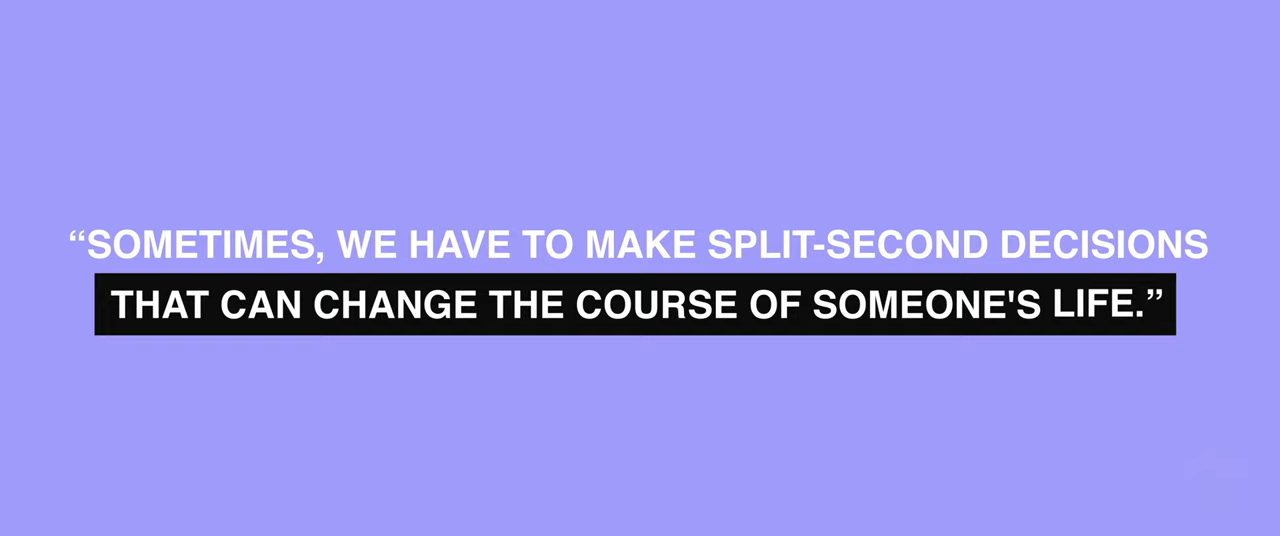 “SOMETIMES, WE HAVE TO MAKE SPLIT-SECOND DECISIONS
THAT CAN CHANGE THE COURSE OF SOMEONE'S LIFE.”